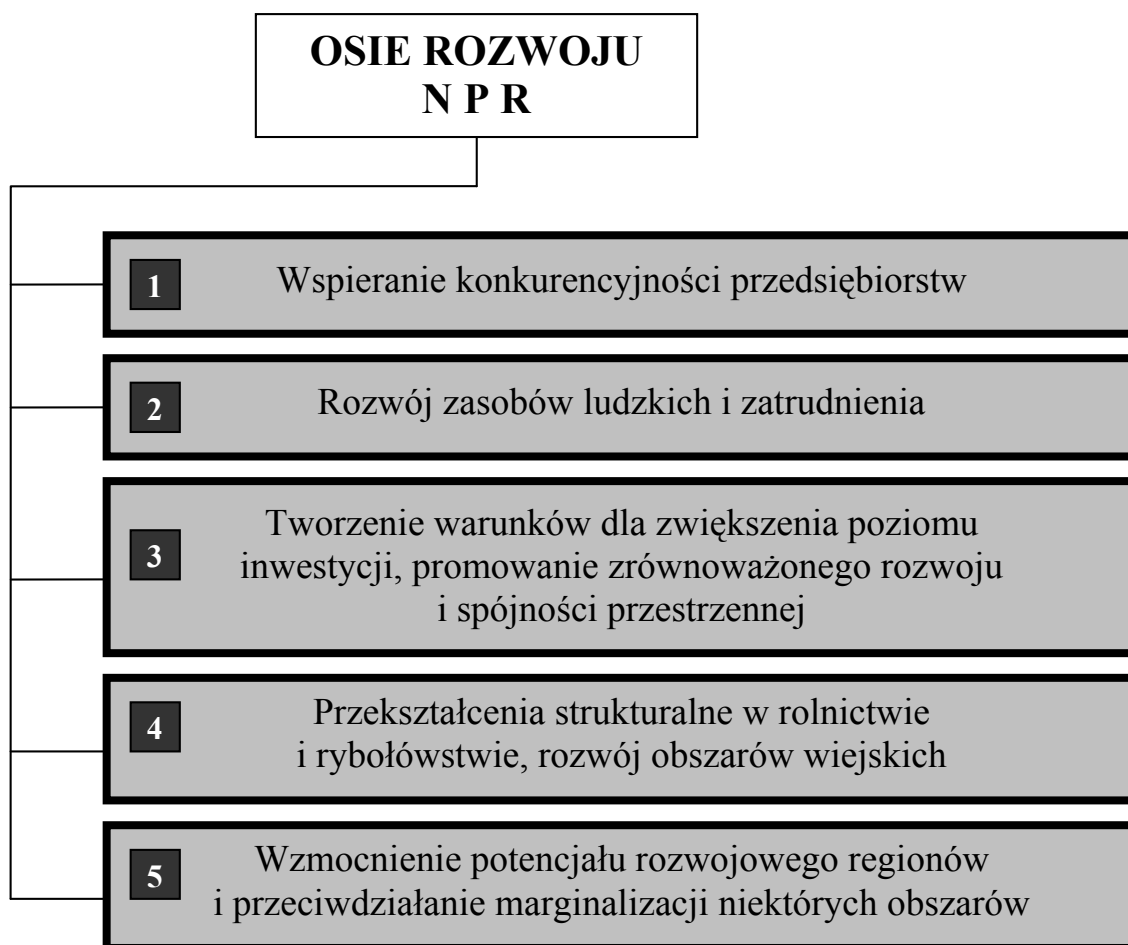 OSIE ROZWOJU
N P R
1
Wspieranie konkurencyjności przedsiębiorstw
2
Rozwój zasobów ludzkich i zatrudnienia
3
Tworzenie warunków dla zwiększenia poziomu
inwestycji, promowanie zrównoważonego rozwoju
i spójności przestrzennej
4
Przekształcenia strukturalne w rolnictwie
i rybołówstwie, rozwój obszarów wiejskich
5
Wzmocnienie potencjału rozwojowego regionów
i przeciwdziałanie marginalizacji niektórych obszarów